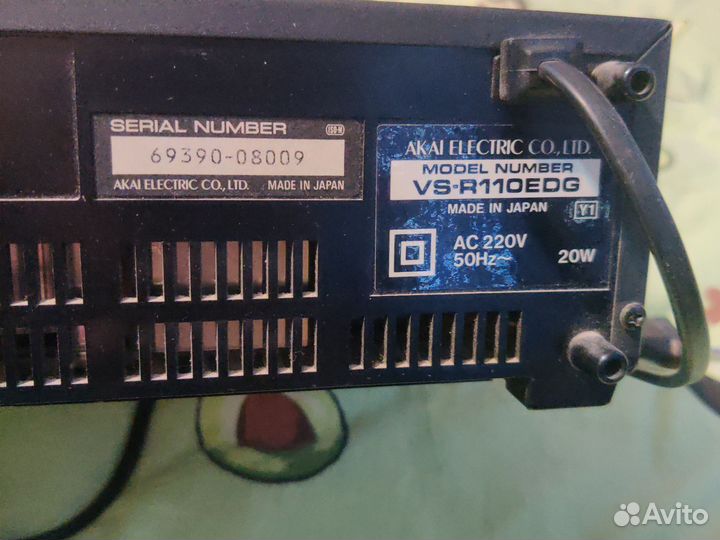 SERIAL NUMBER
69390-08009
AKAI ELECTRIC CO., LTD. MADE IN JAPAN
AKAI ELECTRIC CO., LTD.
MODEL NUMBER
VS-R110EDG
MADE IN JAPAN Y1
AC 220V
50Hz~ 20W
Avito